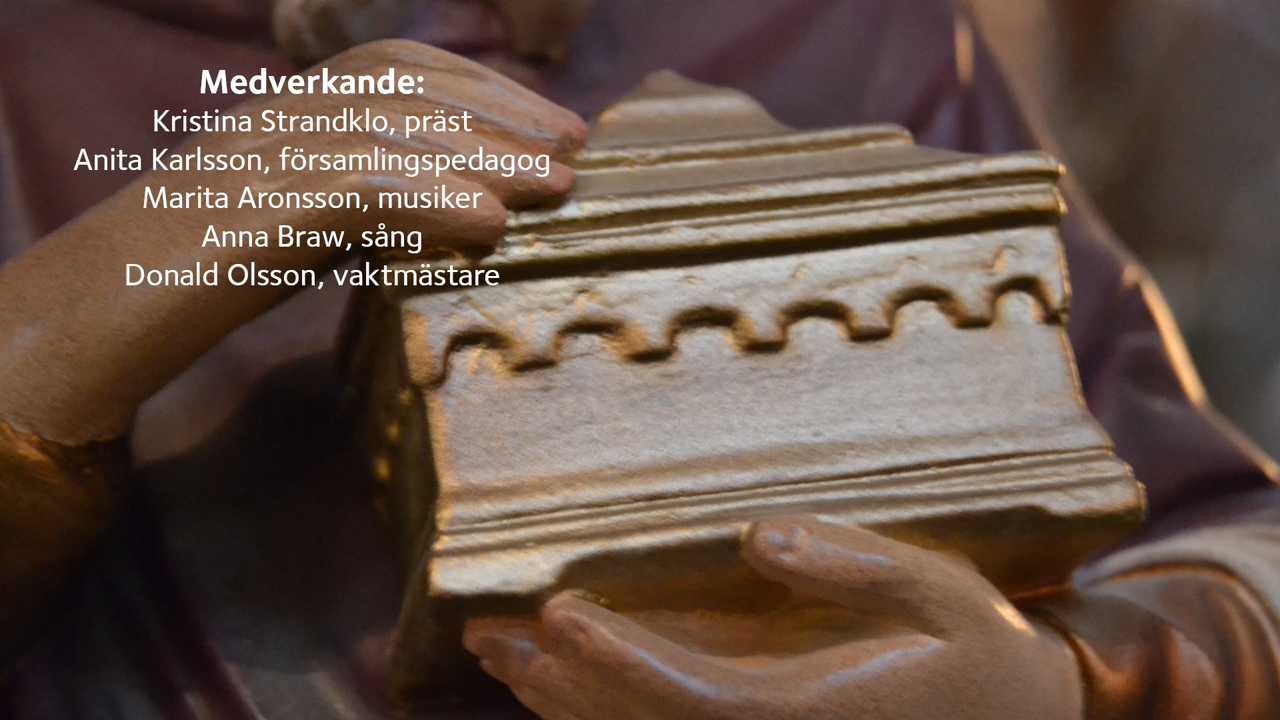 Medverkande:
Kristina Strandklo, präst
Anita Karlsson, församlingspedagog
Marita Aronsson, musiker
Anna Braw, sång
Donald Olsson, vaktmästare